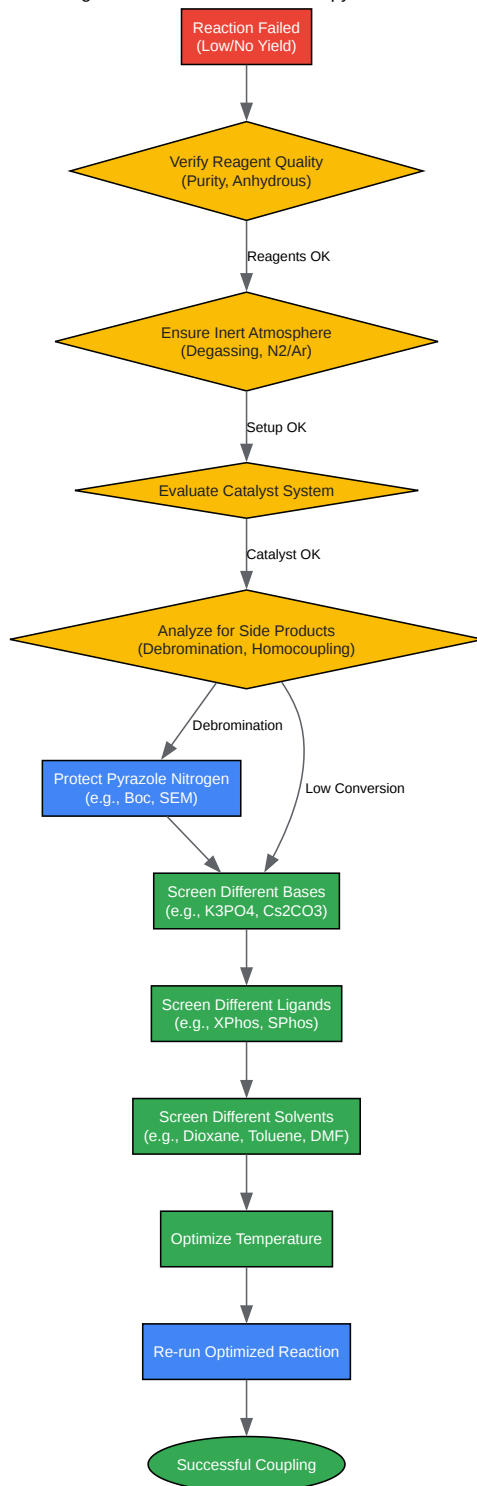 Reaction Failed
(Low/No Yield)
Verify Reagent Quality
(Purity, Anhydrous)
Reagents OK
Ensure Inert Atmosphere
(Degassing, N2/Ar)
Setup OK
Evaluate Catalyst System
Catalyst OK
Analyze for Side Products
(Debromination, Homocoupling)
Debromination
Protect Pyrazole Nitrogen
(e.g., Boc, SEM)
Low Conversion
Screen Different Bases
(e.g., K3PO4, Cs2CO3)
Screen Different Ligands
(e.g., XPhos, SPhos)
Screen Different Solvents
(e.g., Dioxane, Toluene, DMF)
Optimize Temperature
Re-run Optimized Reaction
Successful Coupling